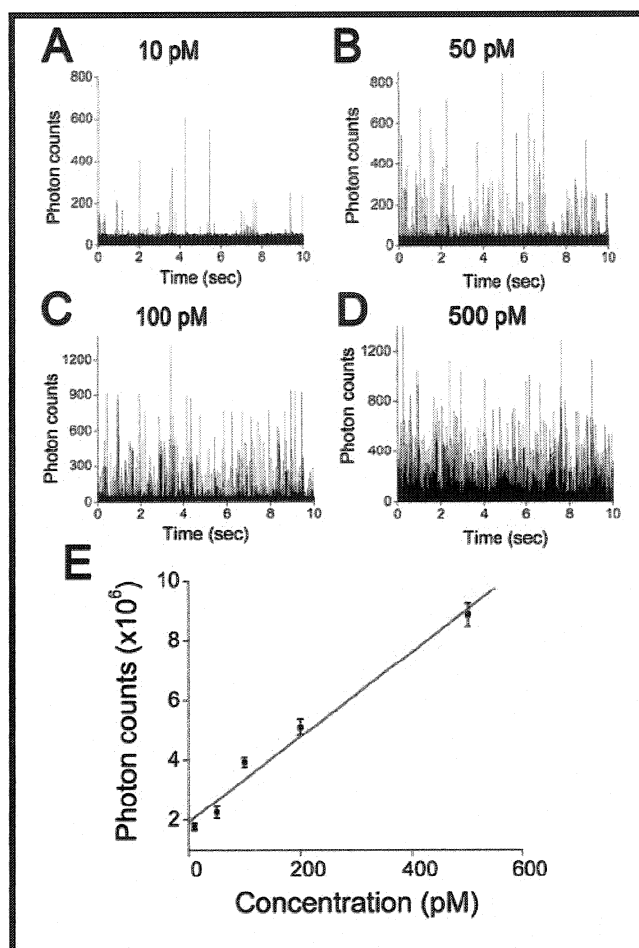 A 10 pM
800
600
400
200
0
Photon counts
0 2 4 6 8 10
Time (sec)
B 50 pM
800
600
400
200
0
Photon counts
0 2 4 6 8 10
Time (sec)
C 100 pM
1200
900
600
300
0
Photon counts
0 2 4 6 8 10
Time (sec)
D 500 pM
1200
800
400
0
Photon counts
0 2 4 6 8 10
Time (sec)
E
10
8
6
4
2
Photon counts (x10⁶)
0 200 400 600
Concentration (pM)